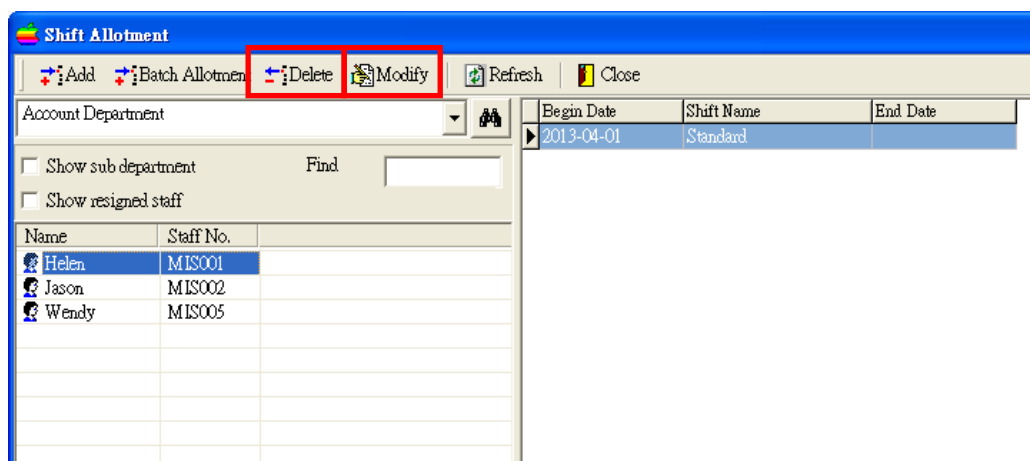 Shift Allotment
Add Batch Allotmen Delete Modify Refresh Close
Account Department
Show sub department Find
Show resigned staff
Name Staff No.
Helen MIS001
Jason MIS002
Wendy MIS005
Begin Date Shift Name End Date
2013-04-01 Standard